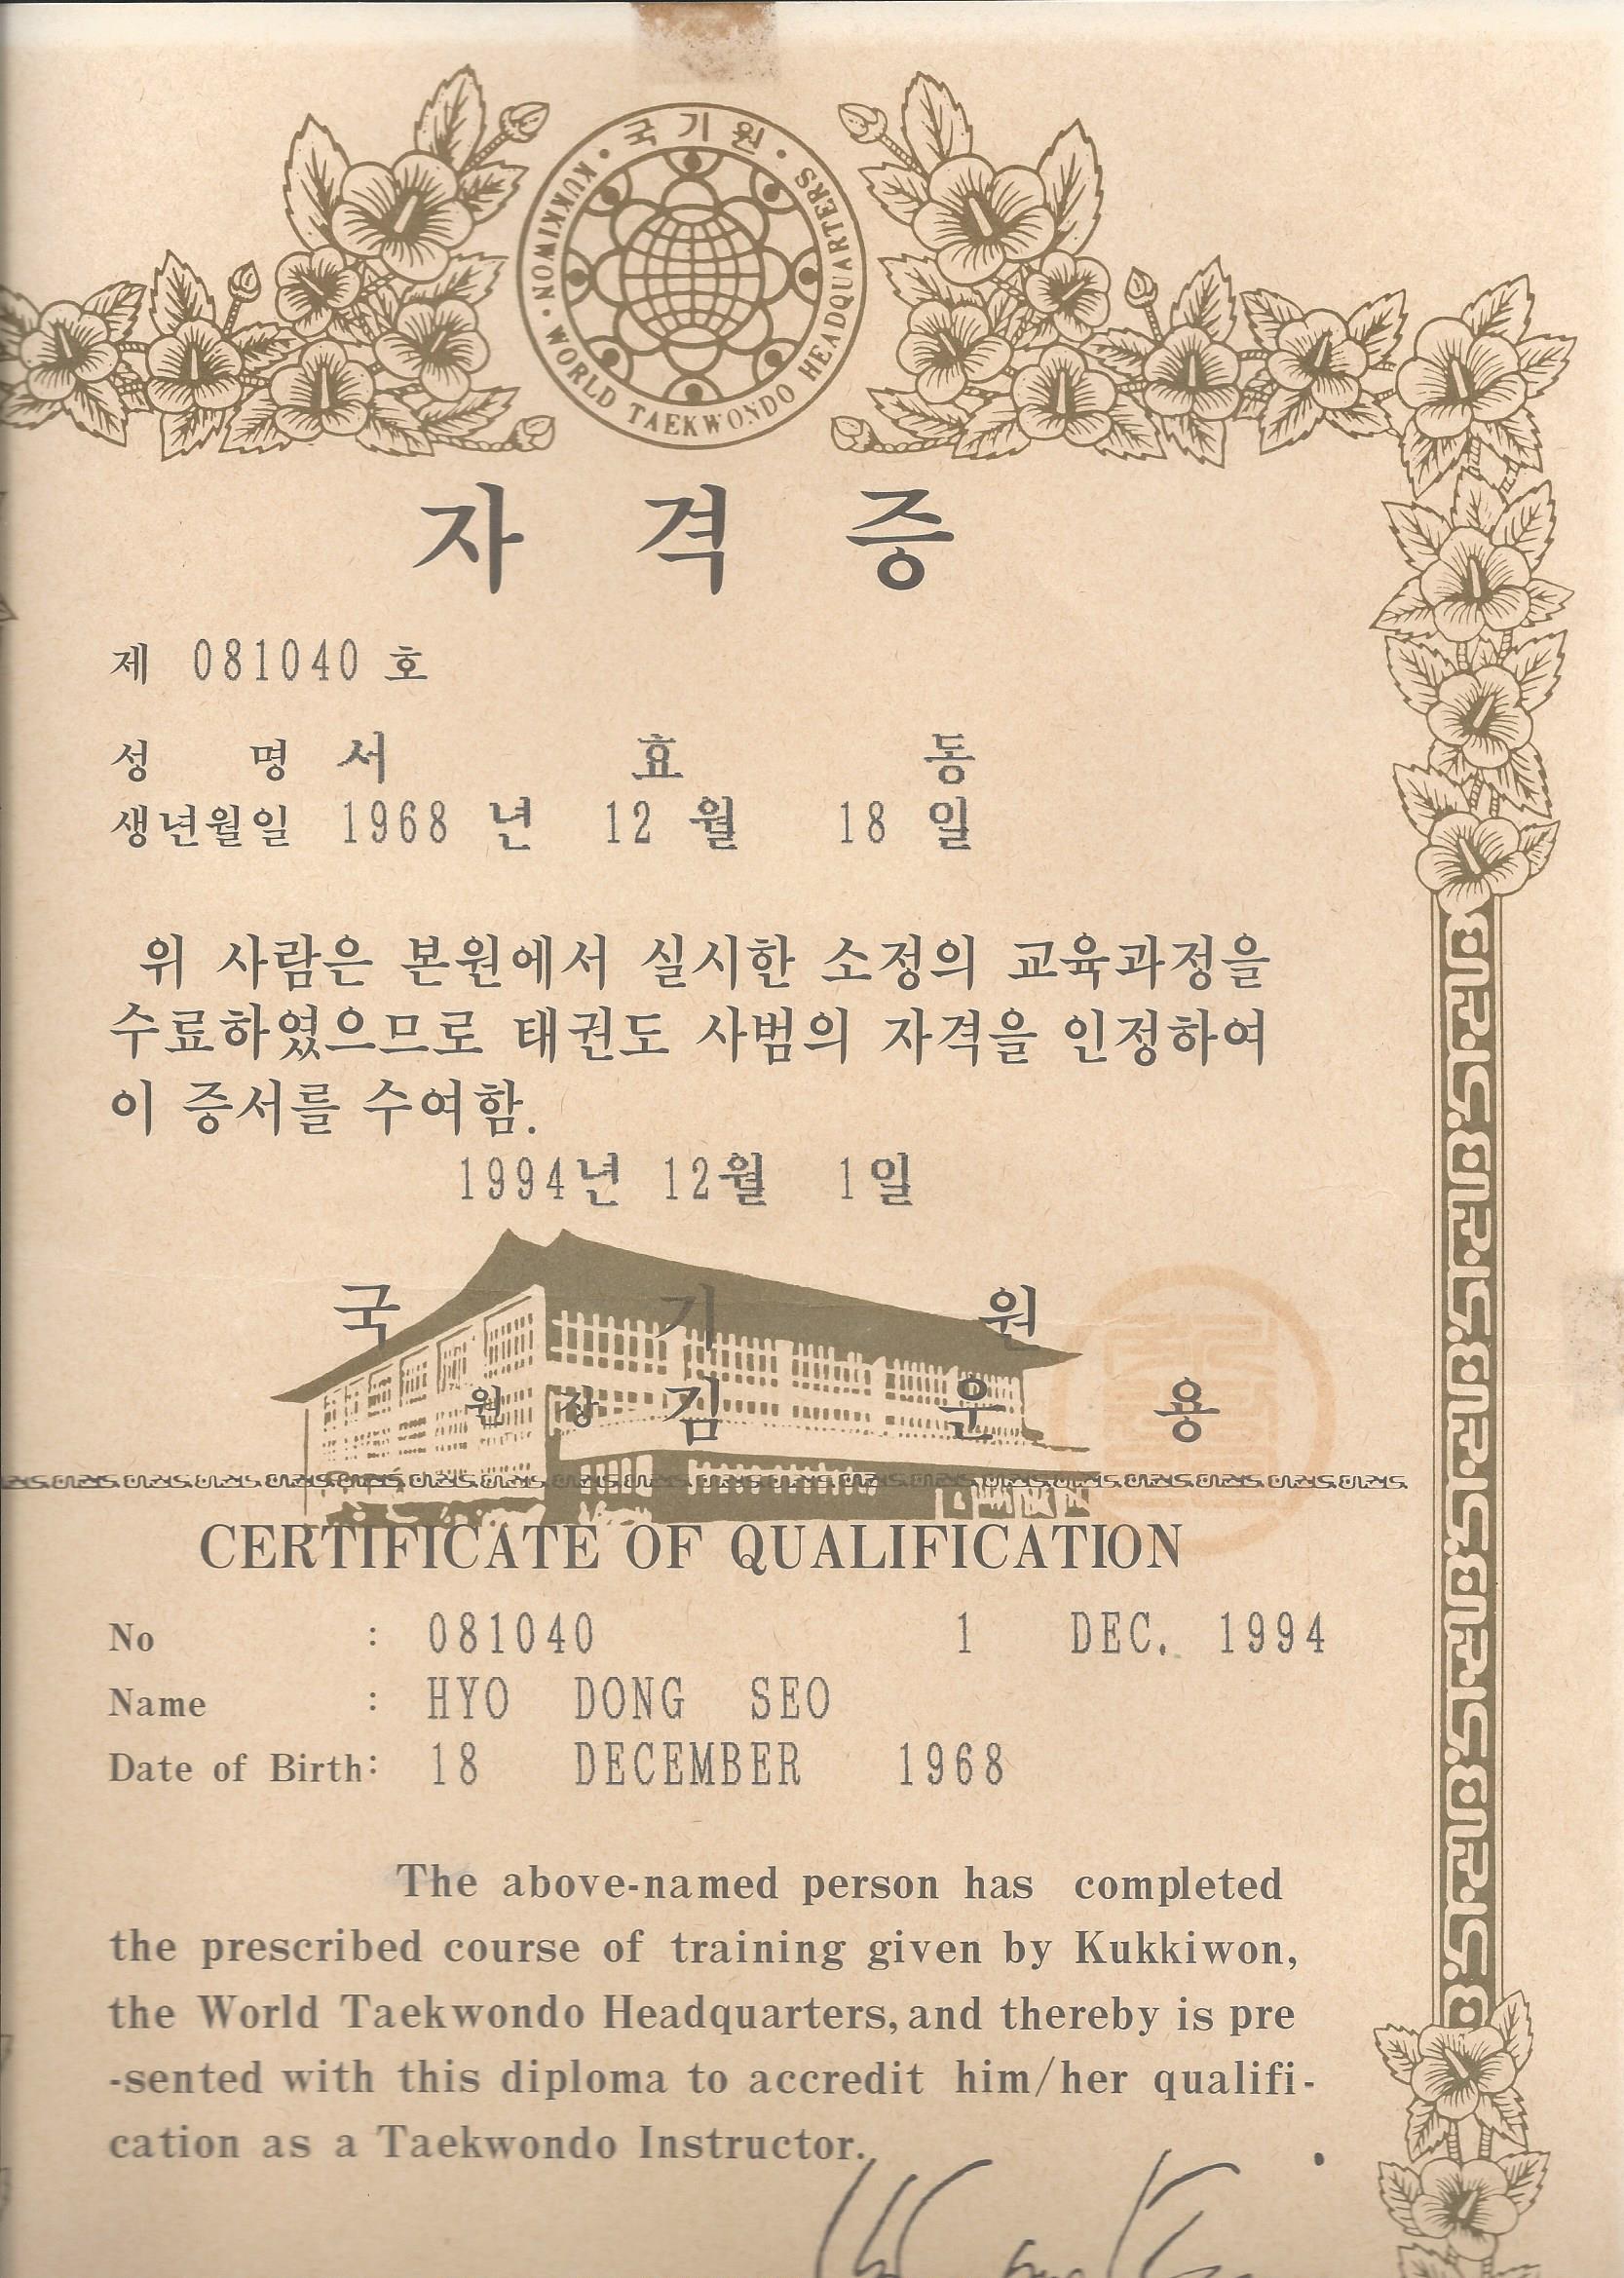 · 국기원 ·
KUKKIWON · WORLD TAEKWONDO HEADQUARTERS
자 격 증
제 081040 호
성 명 서 효 동
생년월일 1968 년 12 월 18 일
위 사람은 본원에서 실시한 소정의 교육과정을
수료하였으므로 태권도 사범의 자격을 인정하여
이 증서를 수여함.
1994년 12월 1일
국 기 원
원 장 김 운 용
CERTIFICATE OF QUALIFICATION
No : 081040 1 DEC. 1994
Name : HYO DONG SEO
Date of Birth: 18 DECEMBER 1968
The above-named person has completed
the prescribed course of training given by Kukkiwon,
the World Taekwondo Headquarters, and thereby is pre
-sented with this diploma to accredit him/her qualifi-
cation as a Taekwondo Instructor.